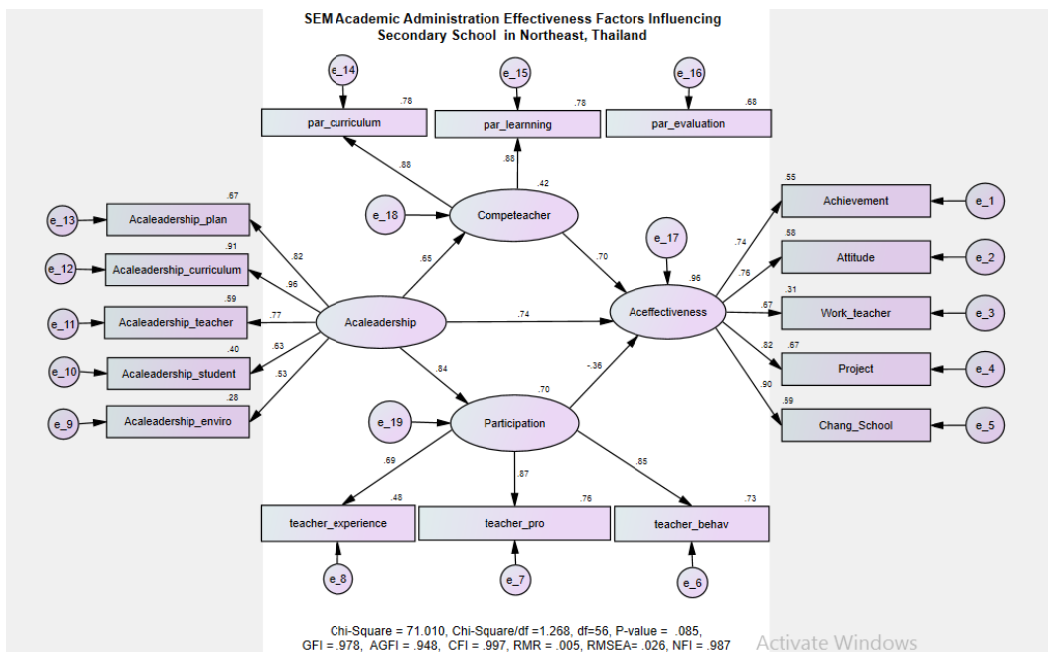 SEM Academic Administration Effectiveness Factors Influencing
Secondary School in Northeast, Thailand
e_14
e_15
e_16
.78
.78
.68
par_curriculum
par_learnning
par_evaluation
.88
.88
.42
.55
.67
e_13
Acaleadership_plan
e_18
Competeacher
Achievement
e_1
e_17
.91
.82
.65
.70
.74
.58
e_12
Acaleadership_curriculum
.96
.95
.76
Attitude
e_2
.59
.31
e_11
Acaleadership_teacher
.77
Acaleadership
.74
Aceffectiveness
.67
Work_teacher
e_3
.40
.63
.84
-.36
.82
.67
e_10
Acaleadership_student
.53
.70
.90
Project
e_4
.28
.59
e_9
Acaleadership_enviro
e_19
Participation
Chang_School
e_5
.69
.87
.85
.48
.76
.73
teacher_experience
teacher_pro
teacher_behav
e_8
e_7
e_6
Chi-Square = 71.010, Chi-Square/df =1.268, df=56, P-value = .085,
GFI = .978, AGFI = .948, CFI = .997, RMR = .005, RMSEA= .026, NFI = .987
Activate Windows